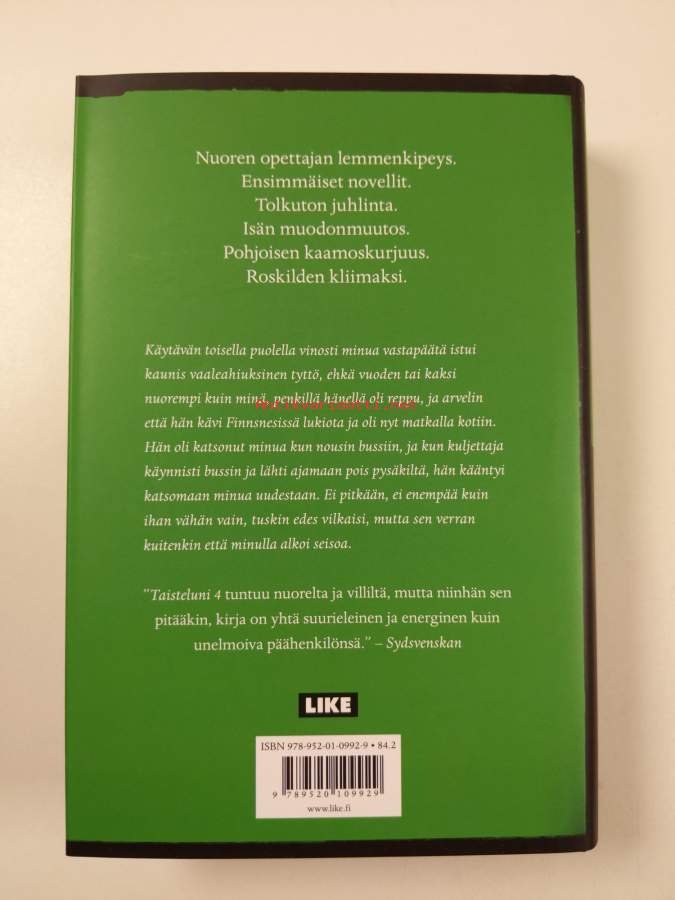 Nuoren opettajan lemmenkipeys.
Ensimmäiset novellit.
Tolkuton juhlinta.
Isän muodonmuutos.
Pohjoisen kaamoskurjuus.
Roskilden kliimaksi.
Käytävän toisella puolella vinosti minua vastapäätä istui
kaunis vaaleahiuksinen tyttö, ehkä vuoden tai kaksi
nuorempi kuin minä, penkillä hänellä oli reppu, ja arvelin
Antikvariaatti.net
että hän kävi Finnsnesissä lukiota ja oli nyt matkalla kotiin.
Hän oli katsonut minua kun nousin bussiin, ja kun kuljettaja
käynnisti bussin ja lähti ajamaan pois pysäkiltä, hän kääntyi
katsomaan minua uudestaan. Ei pitkään, ei enempää kuin
ihan vähän vain, tuskin edes vilkaisi, mutta sen verran
kuitenkin että minulla alkoi seisoa.
"Taisteluni 4 tuntuu nuorelta ja villiltä, mutta niinhän sen
pitääkin, kirja on yhtä suurieleinen ja energinen kuin
unelmoiva päähenkilönsä." – Sydsvenskan
LIKE
ISBN 978-952-01-0992-9 • 84.2
9 789520 109929
www.like.fi